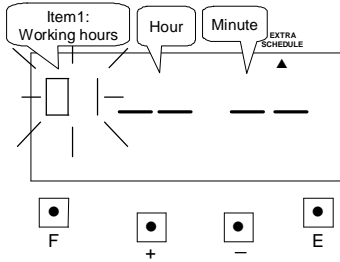 Item1:
Working hours
Hour
Minute
EXTRA
SCHEDULE
F
+
−
E